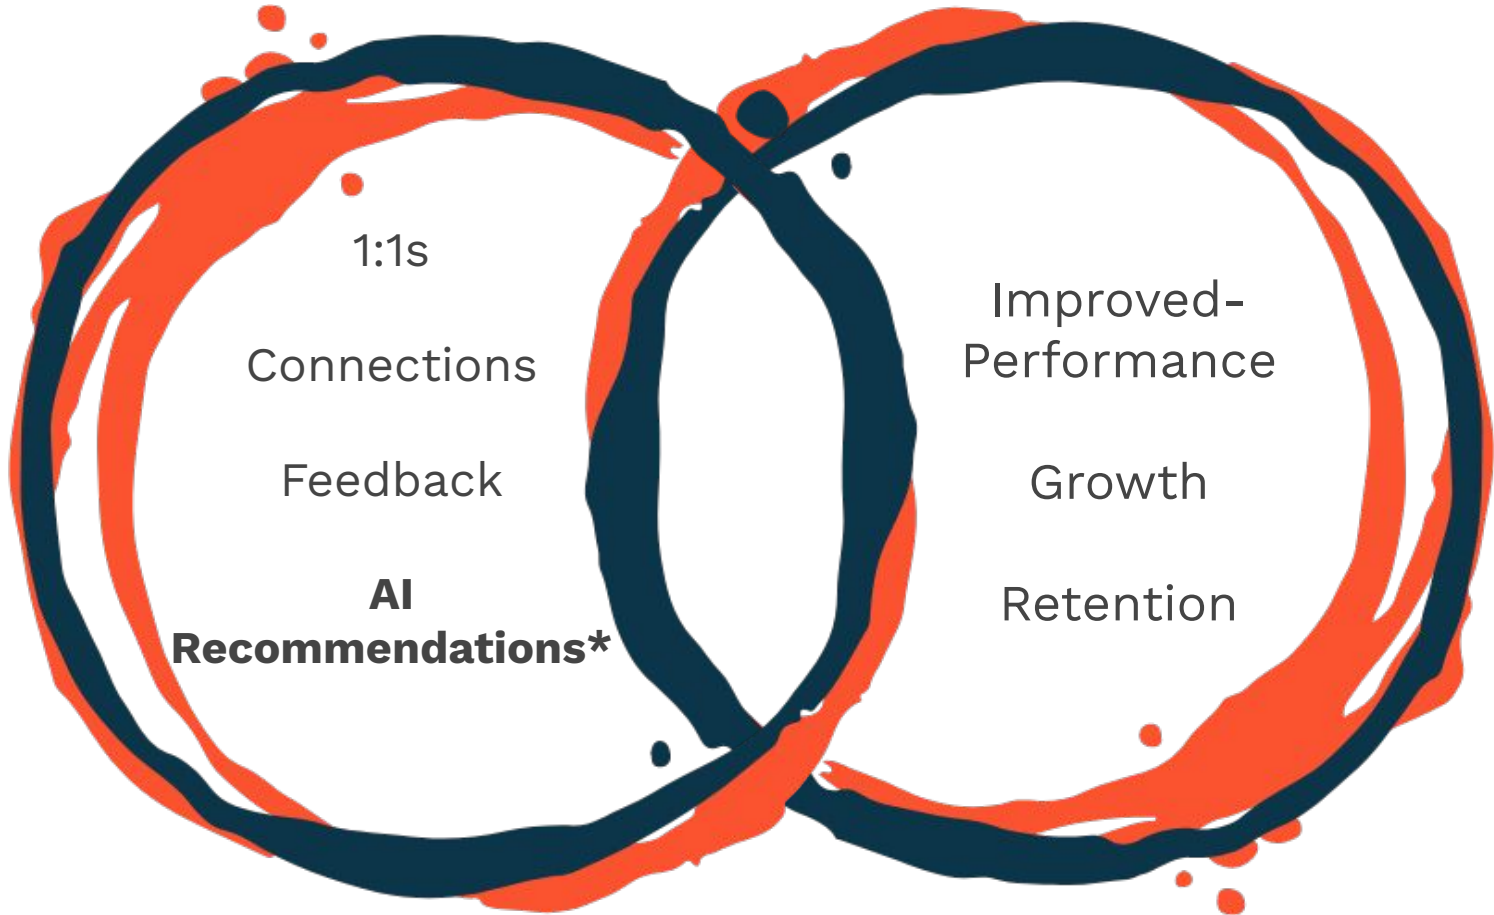 1:1s
Connections
Feedback
AI
Recommendations*
Improved-
Performance
Growth
Retention